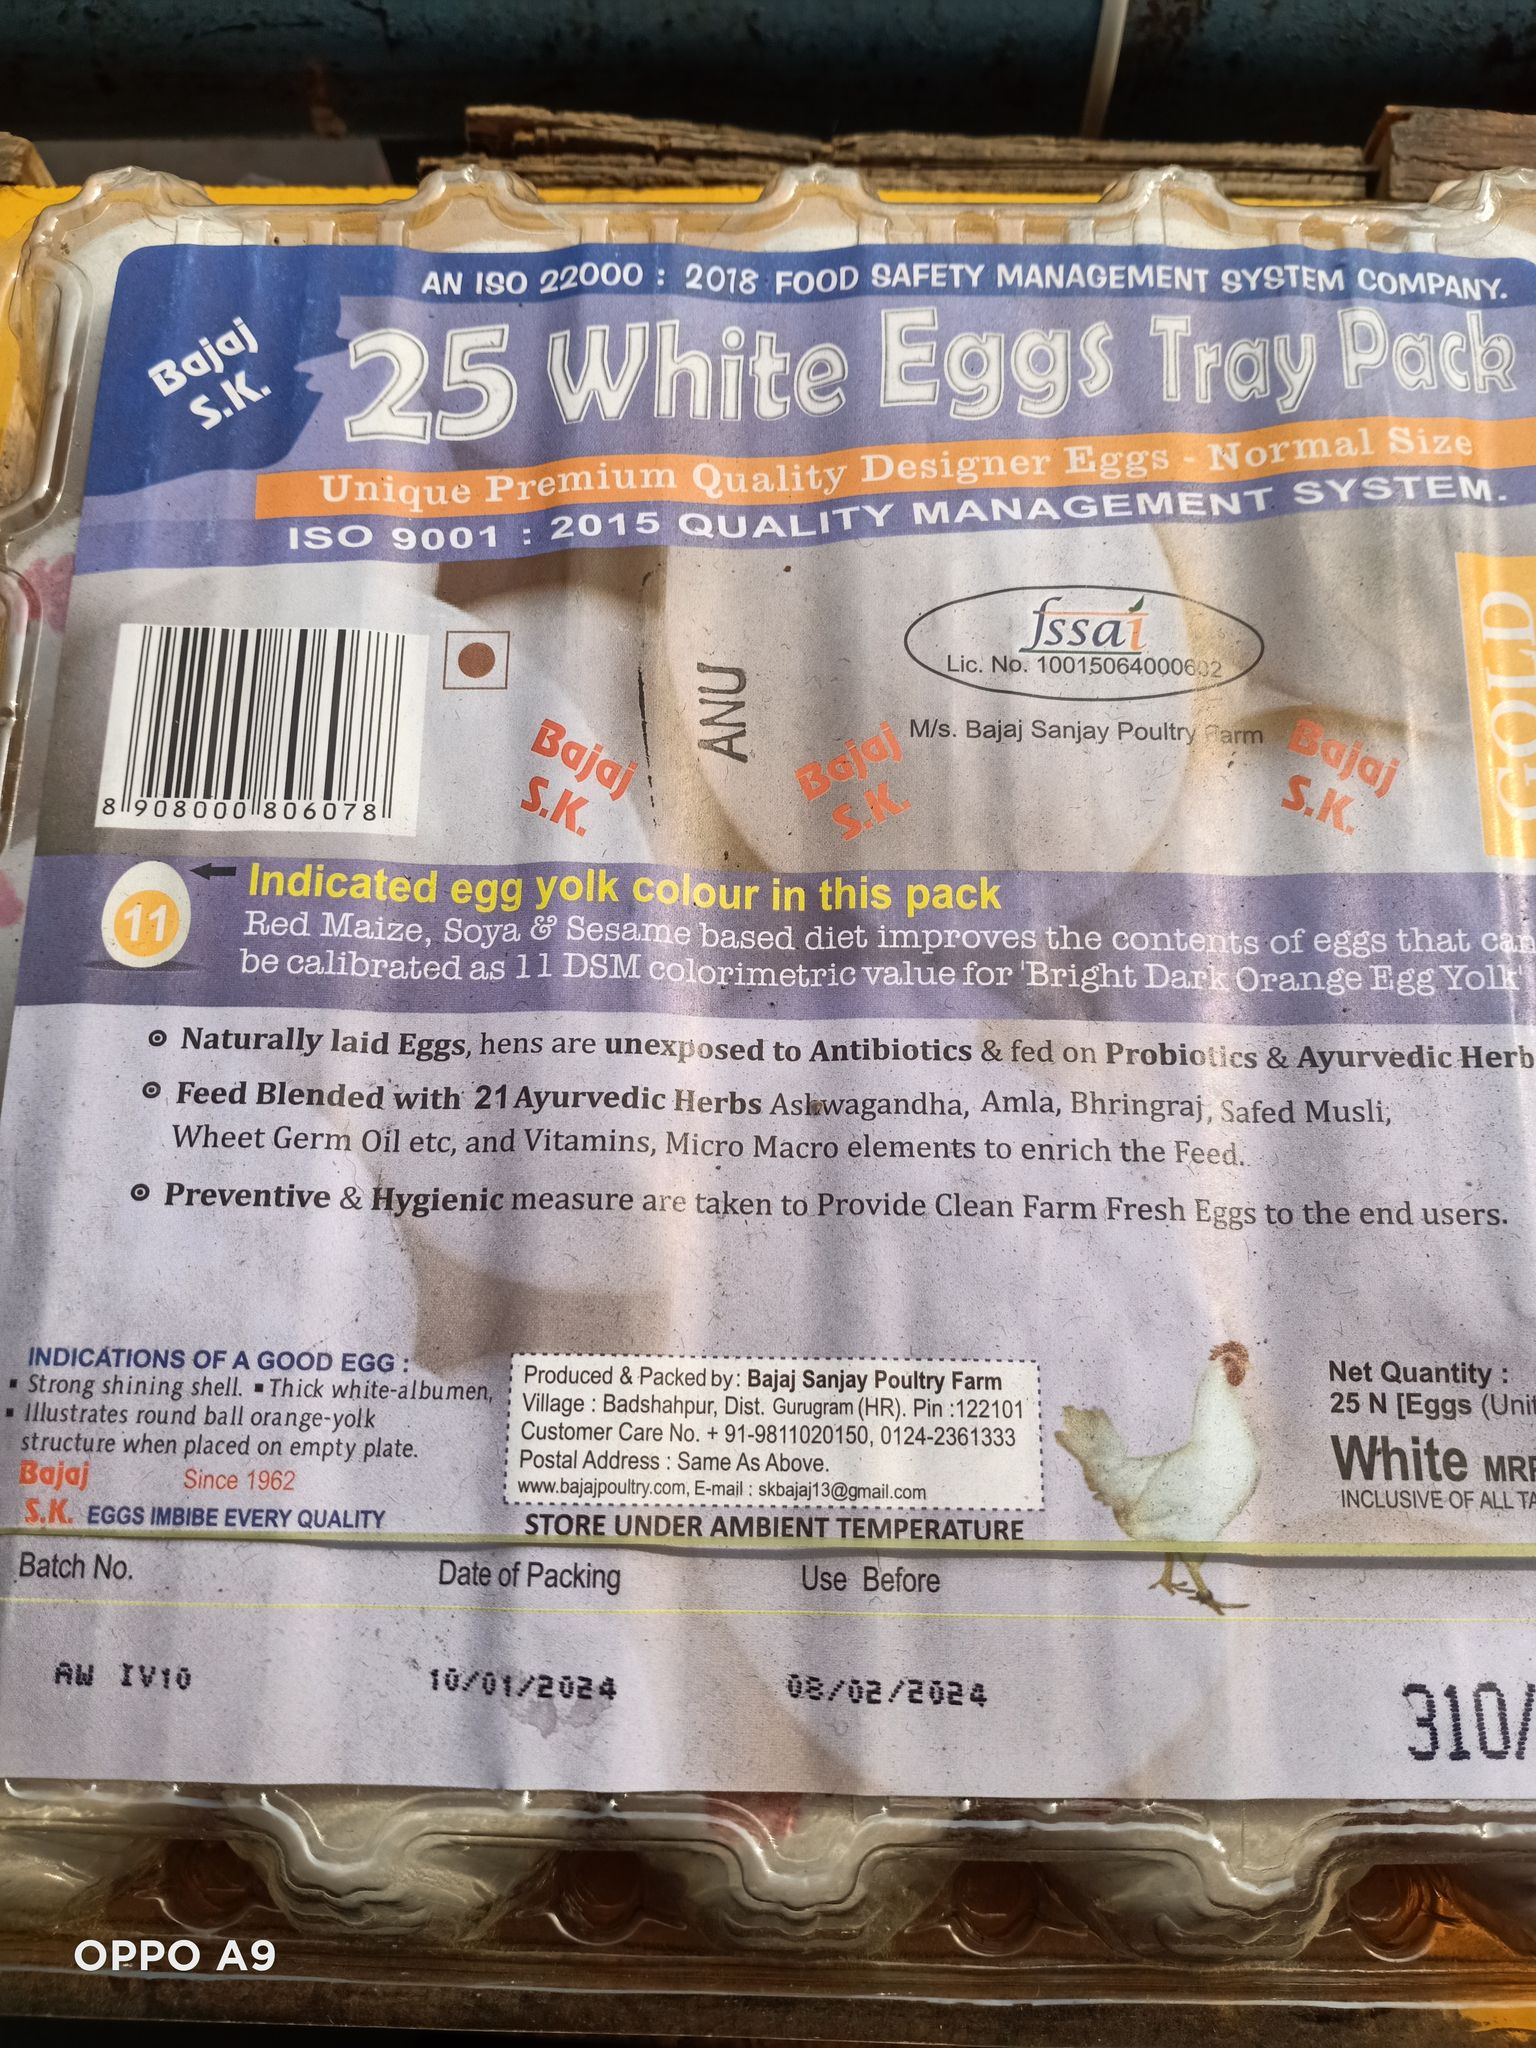 AN ISO 22000 : 2018 FOOD SAFETY MANAGEMENT SYSTEM COMPANY.
Bajaj
S.K.
25 White Eggs Tray Pack
Unique Premium Quality Designer Eggs - Normal Size
ISO 9001 : 2015 QUALITY MANAGEMENT SYSTEM.
fssai
Lic. No. 10015064000602
M/s. Bajaj Sanjay Poultry Farm
GOLD
ANU
8 908000 806078
Bajaj
S.K.
Bajaj
S.K.
Bajaj
S.K.
11
Indicated egg yolk colour in this pack
Red Maize, Soya & Sesame based diet improves the contents of eggs that can
be calibrated as 11 DSM colorimetric value for 'Bright Dark Orange Egg Yolk'
Naturally laid Eggs, hens are unexposed to Antibiotics & fed on Probiotics & Ayurvedic Herb
Feed Blended with 21 Ayurvedic Herbs Ashwagandha, Amla, Bhringraj, Safed Musli,
Wheet Germ Oil etc, and Vitamins, Micro Macro elements to enrich the Feed.
Preventive & Hygienic measure are taken to Provide Clean Farm Fresh Eggs to the end users.
INDICATIONS OF A GOOD EGG :
▪ Strong shining shell. ▪ Thick white-albumen,
▪ Illustrates round ball orange-yolk
structure when placed on empty plate.
Bajaj Since 1962
S.K. EGGS IMBIBE EVERY QUALITY
Produced & Packed by : Bajaj Sanjay Poultry Farm
Village : Badshahpur, Dist. Gurugram (HR). Pin :122101
Customer Care No. + 91-9811020150, 0124-2361333
Postal Address : Same As Above.
www.bajajpoultry.com, E-mail : skbajaj13@gmail.com
STORE UNDER AMBIENT TEMPERATURE
Net Quantity :
25 N [Eggs (Uni
White MRP
INCLUSIVE OF ALL TA
Batch No. Date of Packing Use Before
AW IV10 10/01/2024 08/02/2024 310/
OPPO A9